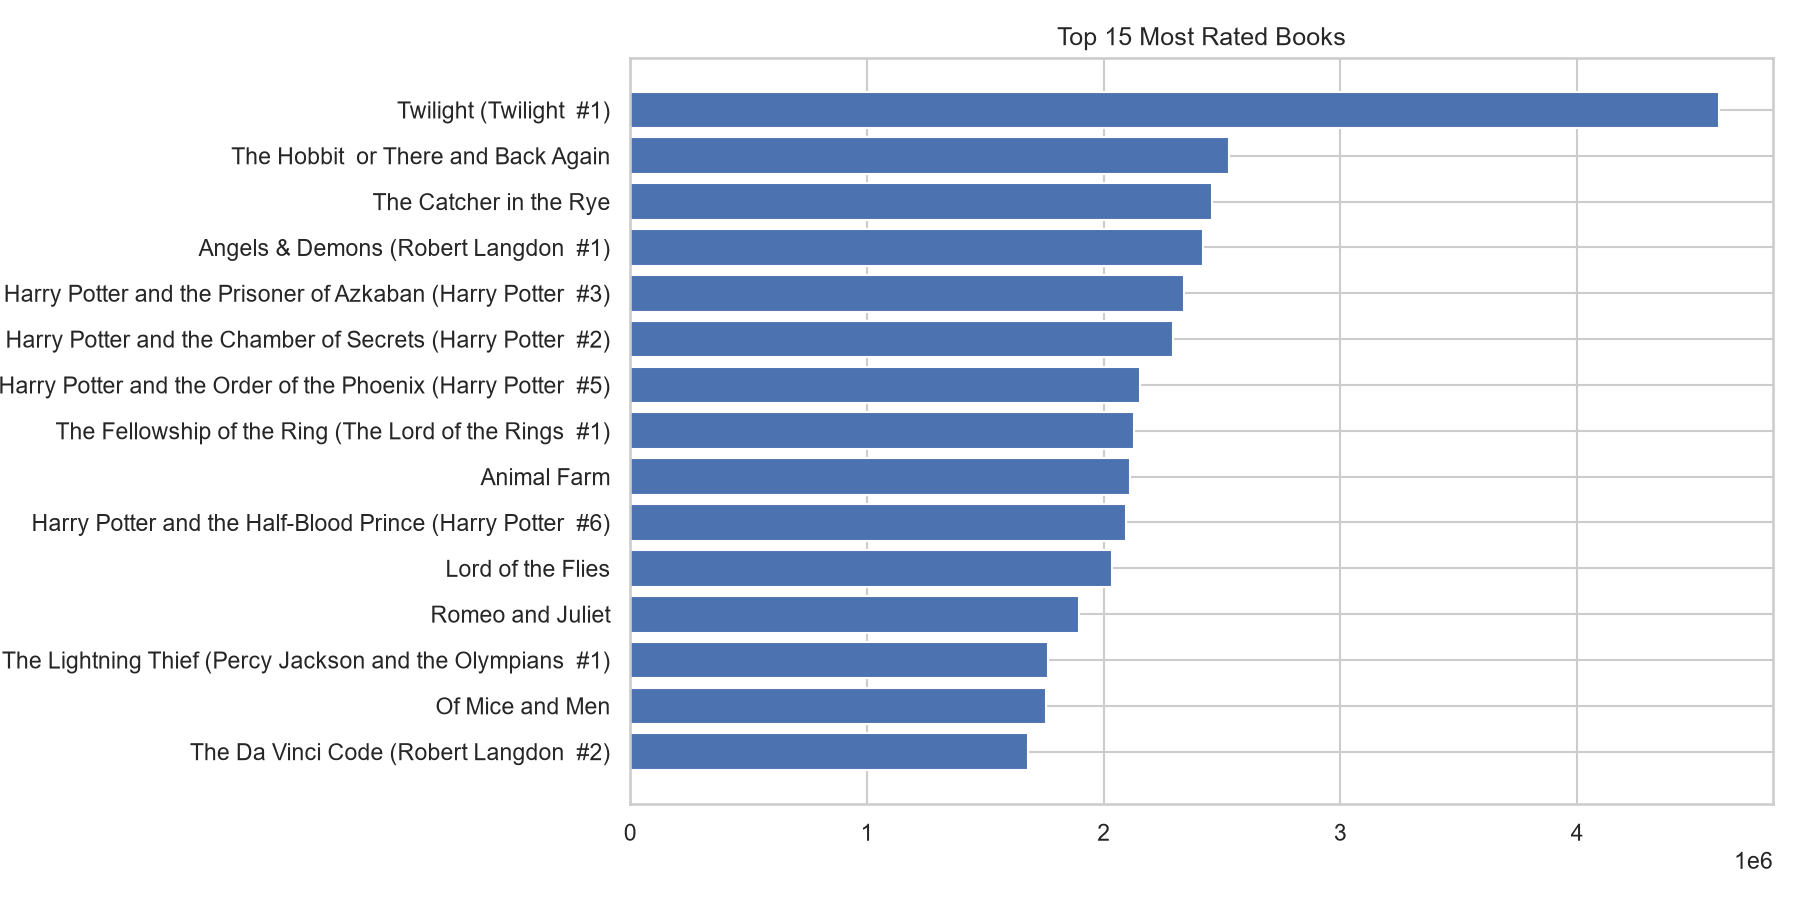 Top 15 Most Rated Books
Twilight (Twilight  #1)
The Hobbit  or There and Back Again
The Catcher in the Rye
Angels & Demons (Robert Langdon  #1)
Harry Potter and the Prisoner of Azkaban (Harry Potter  #3)
Harry Potter and the Chamber of Secrets (Harry Potter  #2)
Harry Potter and the Order of the Phoenix (Harry Potter  #5)
The Fellowship of the Ring (The Lord of the Rings  #1)
Animal Farm
Harry Potter and the Half-Blood Prince (Harry Potter  #6)
Lord of the Flies
Romeo and Juliet
The Lightning Thief (Percy Jackson and the Olympians  #1)
Of Mice and Men
The Da Vinci Code (Robert Langdon  #2)
0 1 2 3 4
1e6